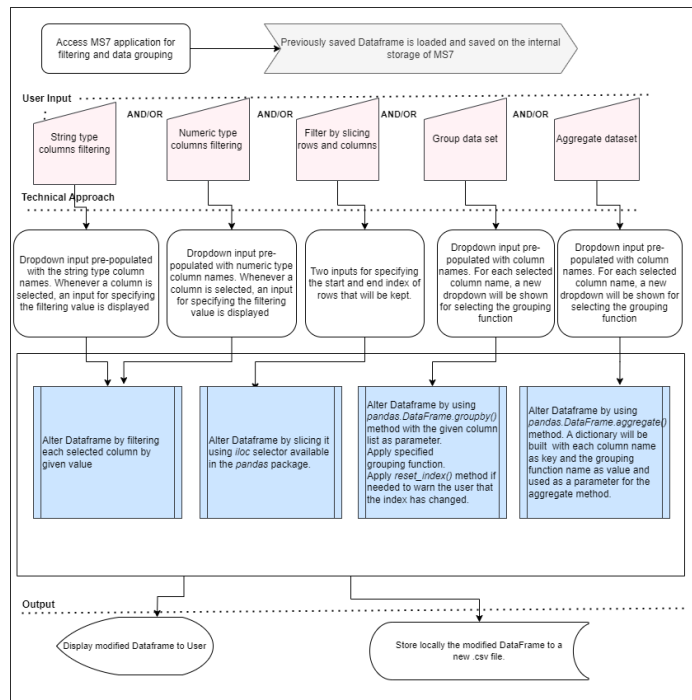 Access MS7 application for
filtering and data grouping
Previously saved Dataframe is loaded and saved on the internal
storage of MS7
User Input
String type
columns filtering
AND/OR
Numeric type
columns filtering
AND/OR
Filter by slicing
rows and columns
AND/OR
Group data set
AND/OR
Aggregate dataset
Technical Approach
Dropdown input pre-populated
with the string type column
names. Whenever a column is
selected, an input for specifying
the filtering value is displayed
Dropdown input pre-
populated with numeric type
column names. Whenever a
column is selected, an input
for specifying the filtering
value is displayed
Two inputs for specifying
the start and end index of
rows that will be kept.
Dropdown input pre-
populated with column
names. For each selected
column name, a new
dropdown will be shown
for selecting the grouping
function
Dropdown input pre-
populated with column
names. For each selected
column name, a new
dropdown will be shown for
selecting the grouping
function
Alter Dataframe by filtering
each selected column by
given value
Alter Dataframe by slicing it
using iloc selector available
in the pandas package.
Alter Dataframe by using
pandas.DataFrame.groupby()
method with the given column
list as parameter.
Apply specified
grouping function.
Apply reset_index() method if
needed to warn the user that
the index has changed.
Alter Dataframe by using
pandas.DataFrame.aggregate()
method. A dictionary will be
built with each column name
as key and the grouping
function name as value and
used as a parameter for the
aggregate method.
Output
Display modified Dataframe to User
Store locally the modified DataFrame to a
new .csv file.